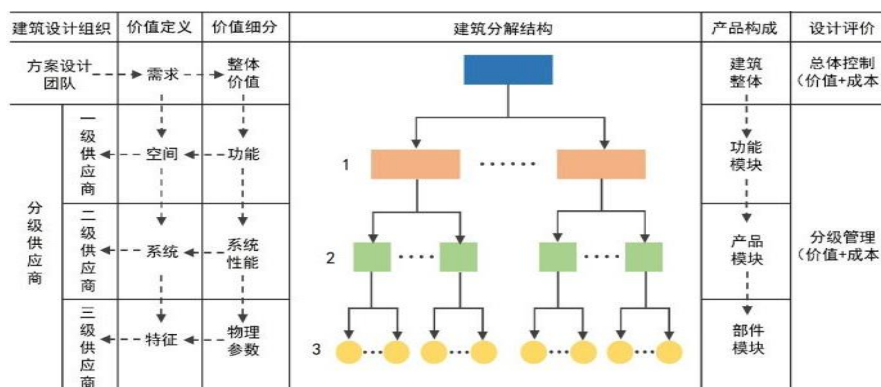 建筑设计组织 价值定义 价值细分 建筑分解结构 产品构成 设计评价
方案设计
团队
需求
整体
价值
建筑
整体
总体控制
(价值+成本
分级供应商
一级供应商
空间
功能
1
功能
模块
二级供应商
系统
系统
性能
2
产品
模块
分级管理
(价值+成本
三级供应商
特征
物理
参数
3
部件
模块